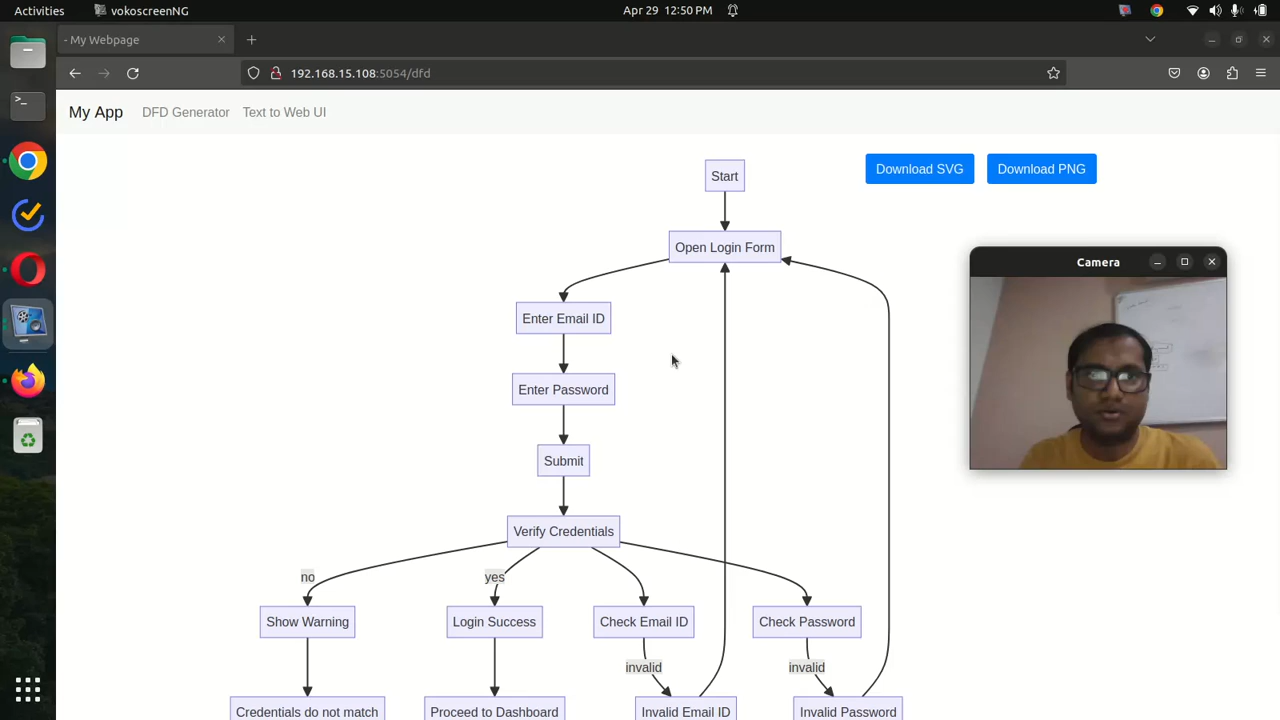 Activities
vokoscreenNG
Apr 29 12:50 PM
- My Webpage
192.168.15.108:5054/dfd
My App
DFD Generator
Text to Web UI
Start
Download SVG
Download PNG
Open Login Form
Camera
Enter Email ID
Enter Password
Submit
Verify Credentials
no
yes
Show Warning
Login Success
Check Email ID
Check Password
invalid
invalid
Credentials do not match
Proceed to Dashboard
Invalid Email ID
Invalid Password